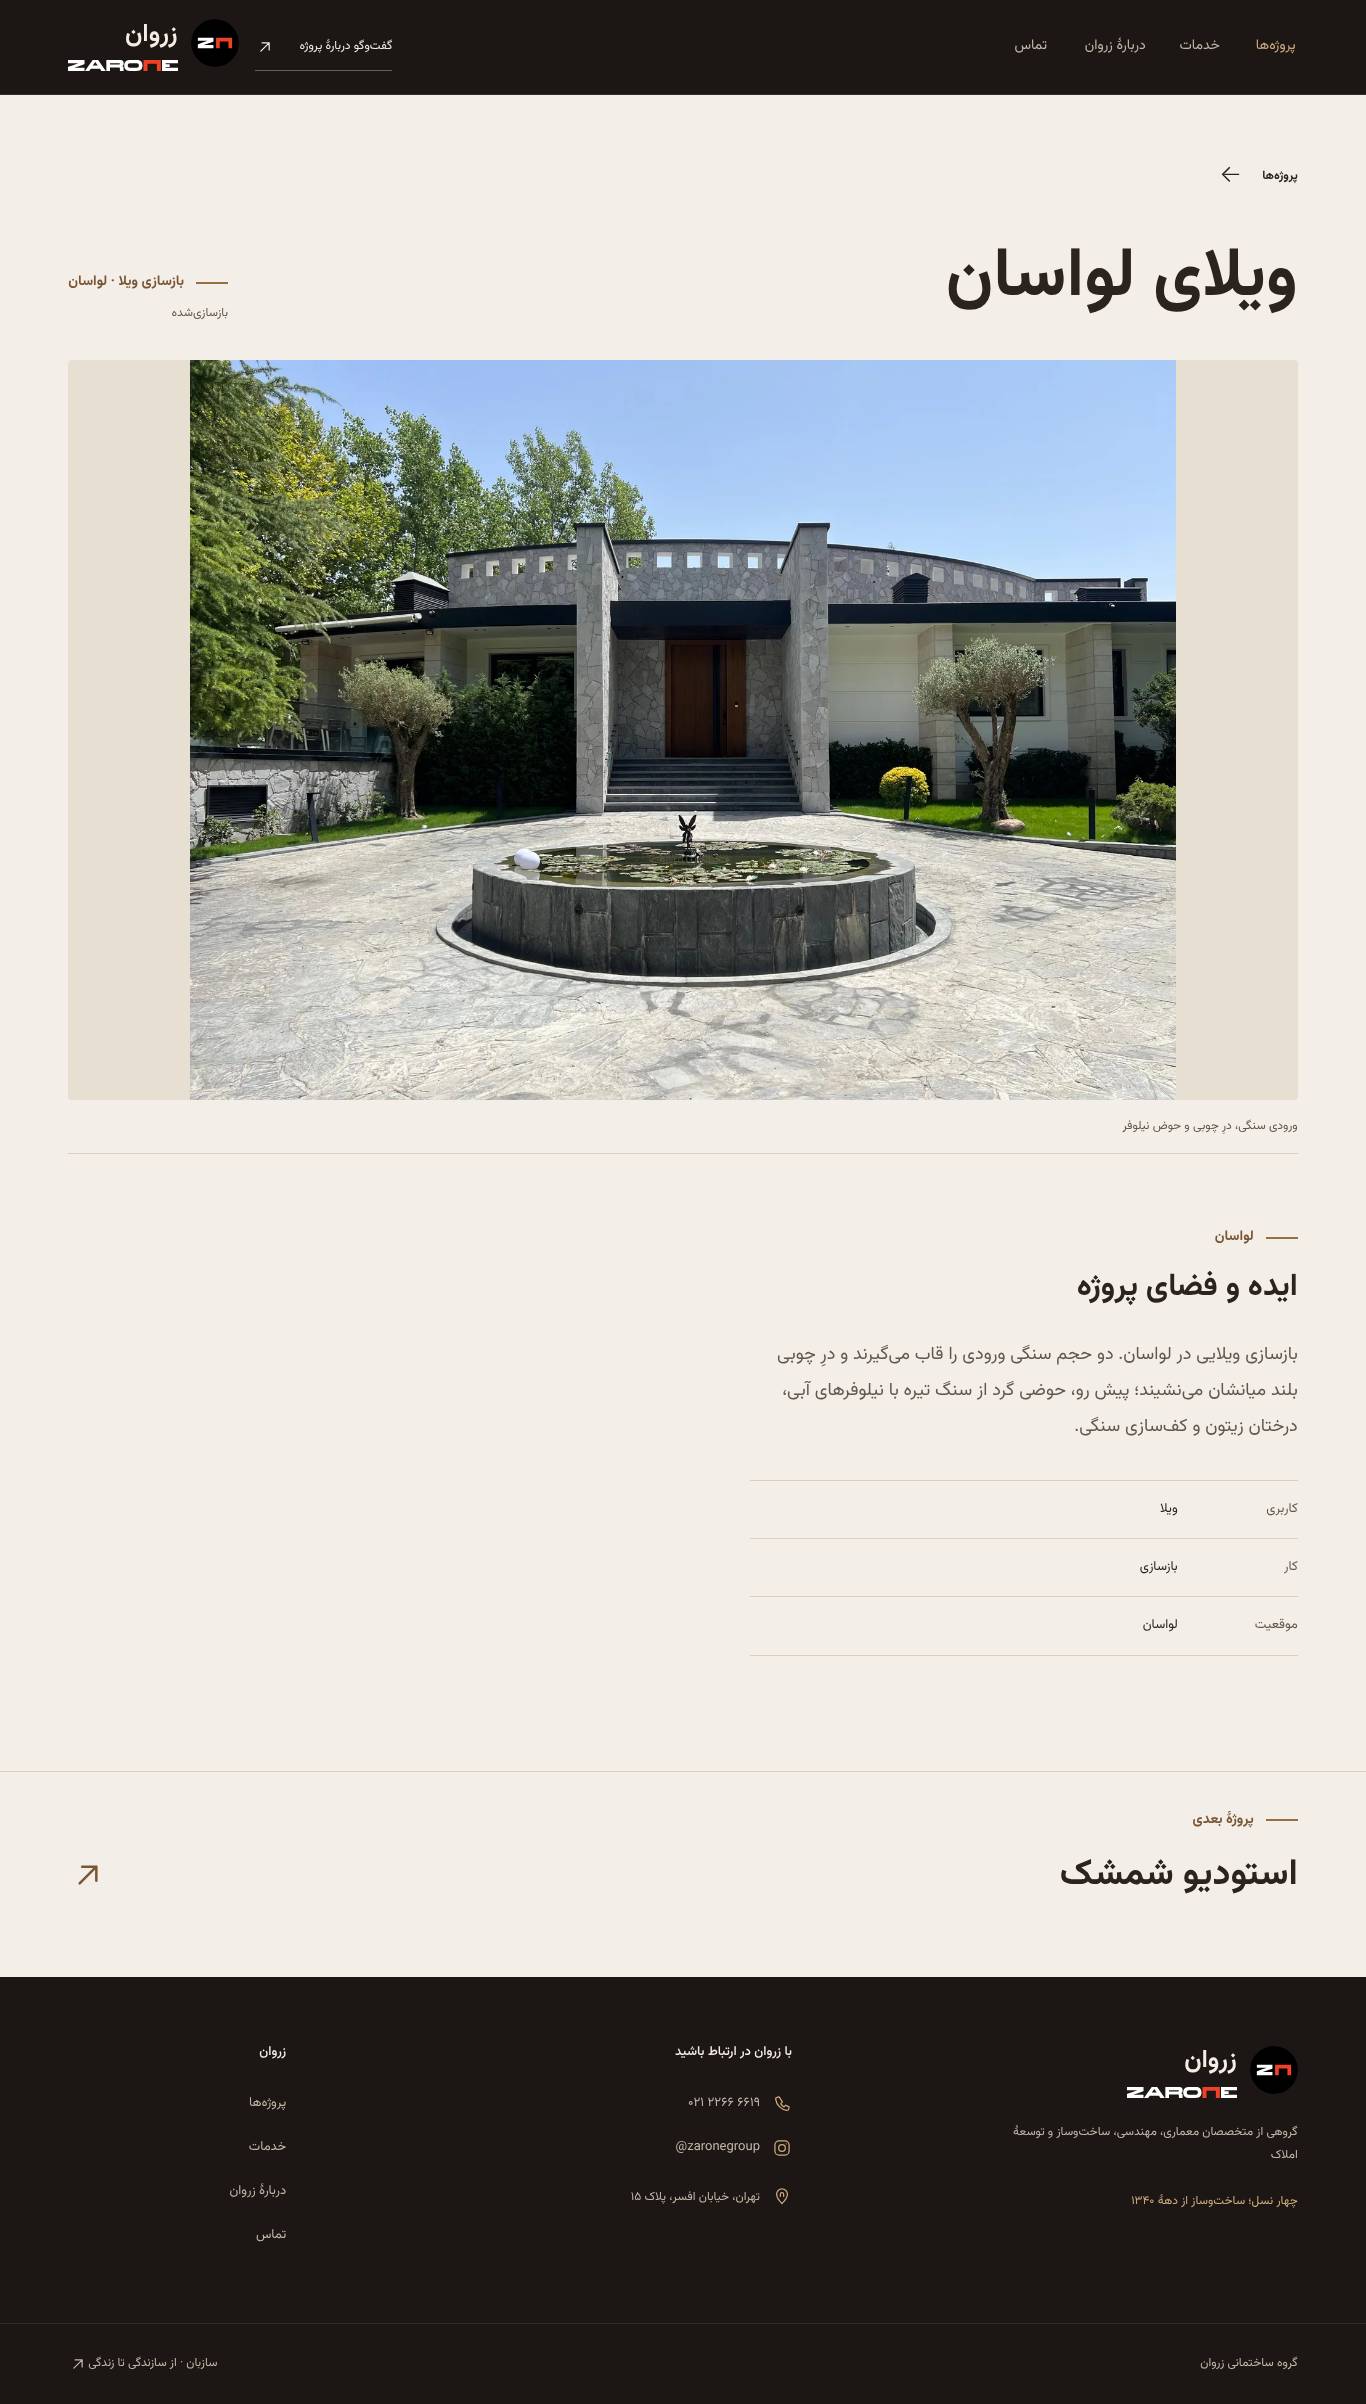 پروژه‌ها
خدمات
دربارهٔ زروان
تماس
گفت‌وگو دربارهٔ پروژه
zn
زروان
ZARONE
پروژه‌ها
ویلای لواسان
بازسازی ویلا · لواسان
بازسازی‌شده
ورودی سنگی، درِ چوبی و حوض نیلوفر
لواسان
ایده و فضای پروژه
بازسازی ویلایی در لواسان. دو حجم سنگی ورودی را قاب می‌گیرند و درِ چوبی
بلند میانشان می‌نشیند؛ پیش رو، حوضی گرد از سنگ تیره با نیلوفرهای آبی،
درختان زیتون و کف‌سازی سنگی.
کاربری ویلا
کار بازسازی
موقعیت لواسان
پروژهٔ بعدی
استودیو شمشک
zn
زروان
ZARONE
گروهی از متخصصان معماری، مهندسی، ساخت‌وساز و توسعهٔ
املاک
چهار نسل؛ ساخت‌وساز از دههٔ ۱۳۴۰
با زروان در ارتباط باشید
۰۲۱ ۲۲۶۶ ۶۶۱۹
@zaronegroup
تهران، خیابان افسر، پلاک ۱۵
زروان
پروژه‌ها
خدمات
دربارهٔ زروان
تماس
گروه ساختمانی زروان
سازبان · از سازندگی تا زندگی